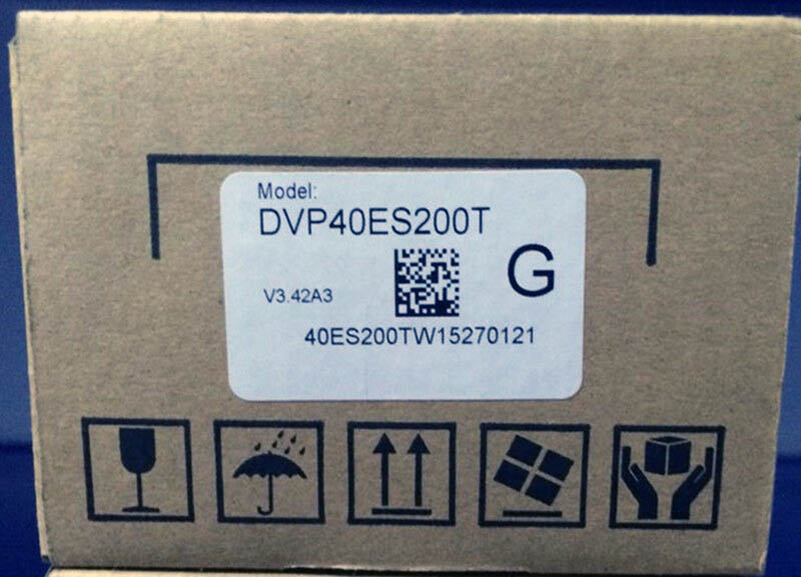 Model:
DVP40ES200T
G
V3.42A3
40ES200TW15270121